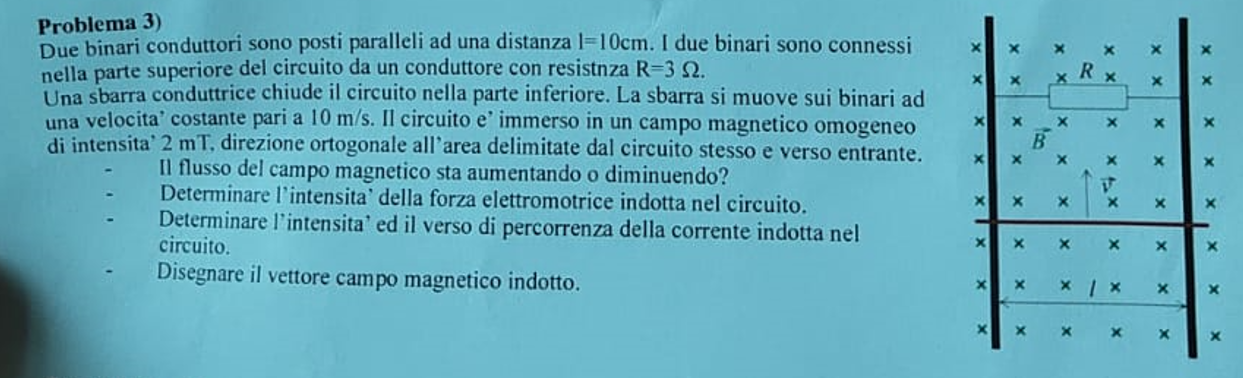 Problema 3)
Due binari conduttori sono posti paralleli ad una distanza l=10cm. I due binari sono connessi
nella parte superiore del circuito da un conduttore con resistnza R=3 Ω.
Una sbarra conduttrice chiude il circuito nella parte inferiore. La sbarra si muove sui binari ad
una velocita' costante pari a 10 m/s. Il circuito e' immerso in un campo magnetico omogeneo
di intensita' 2 mT, direzione ortogonale all'area delimitate dal circuito stesso e verso entrante.
- Il flusso del campo magnetico sta aumentando o diminuendo?
- Determinare l'intensita' della forza elettromotrice indotta nel circuito.
- Determinare l'intensita' ed il verso di percorrenza della corrente indotta nel
circuito.
- Disegnare il vettore campo magnetico indotto.
R
B⃗
v⃗
l